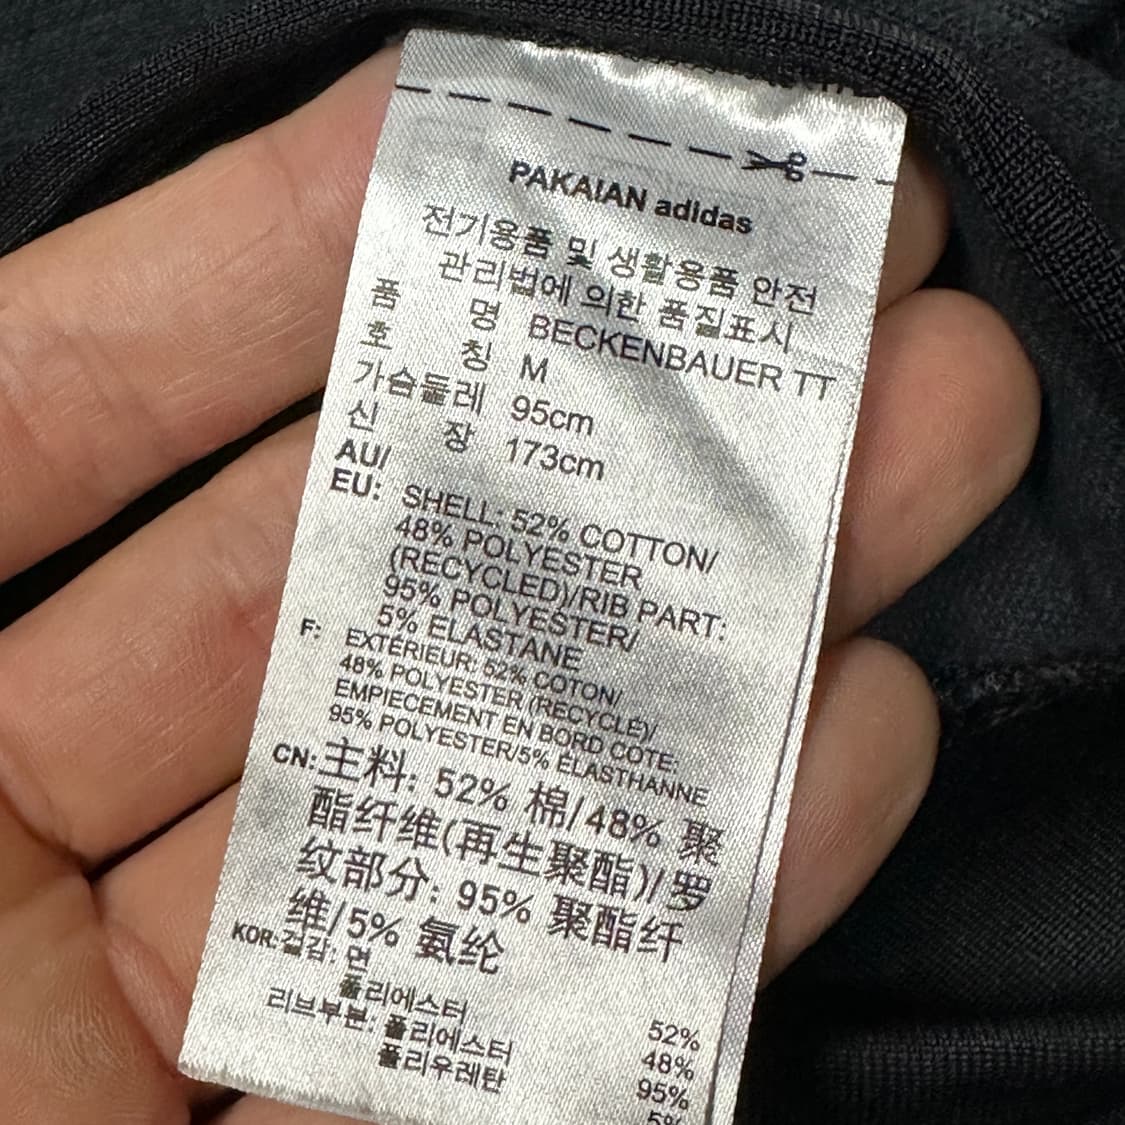 PAKAIAN adidas
전기용품 및 생활용품 안전
관리법에 의한 품질표시
품 명 BECKENBAUER TT
호 칭 M
가슴둘레 95cm
신 장 173cm
AU/
EU: SHELL: 52% COTTON/
48% POLYESTER
(RECYCLED)/RIB PART:
95% POLYESTER/
5% ELASTANE
F: EXTERIEUR: 52% COTON/
48% POLYESTER (RECYCLE)/
EMPIECEMENT EN BORD COTE:
95% POLYESTER/5% ELASTHANNE
CN: 主料: 52% 棉/48% 聚
酯纤维(再生聚酯)/罗
纹部分: 95% 聚酯纤
维/5% 氨纶
KOR: 겉감: 면 52%
폴리에스터 48%
리브부분: 폴리에스터 95%
폴리우레탄 5%